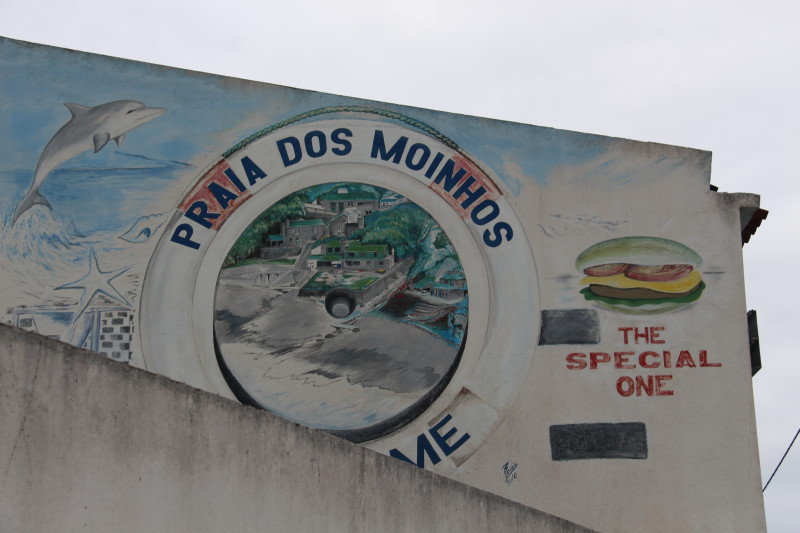 PRAIA DOS MOINHOS
THE
SPECIAL
ONE
ME